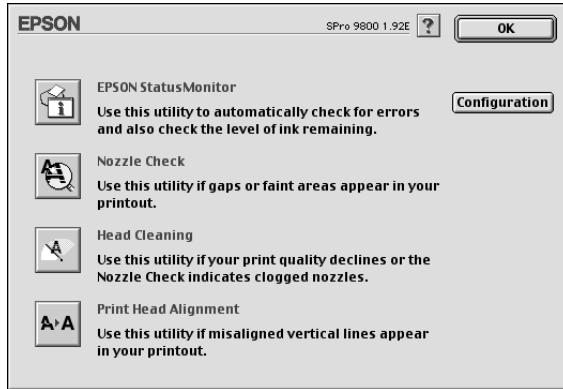 EPSON
SPro 9800 1.92E
?
OK
EPSON StatusMonitor
Use this utility to automatically check for errors
and also check the level of ink remaining.
Configuration
Nozzle Check
Use this utility if gaps or faint areas appear in your
printout.
Head Cleaning
Use this utility if your print quality declines or the
Nozzle Check indicates clogged nozzles.
Print Head Alignment
Use this utility if misaligned vertical lines appear
in your printout.